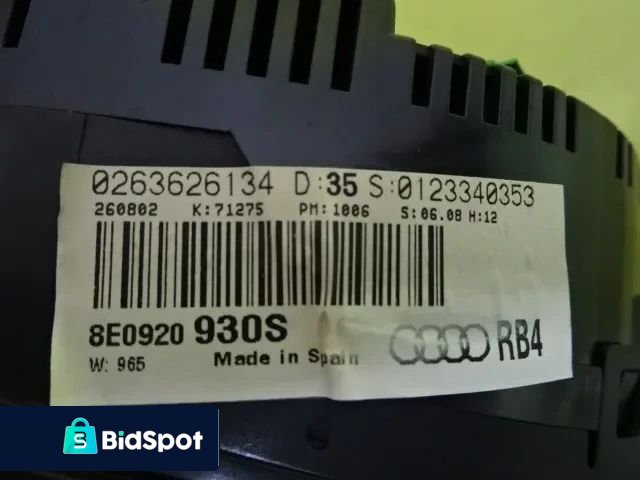 0263626134 D:35 S:0123340353
260802 K:71275 PM:1006 S:06.08 H:12
8E0920 930S RB4
W: 965 Made in Spain
S BidSpot